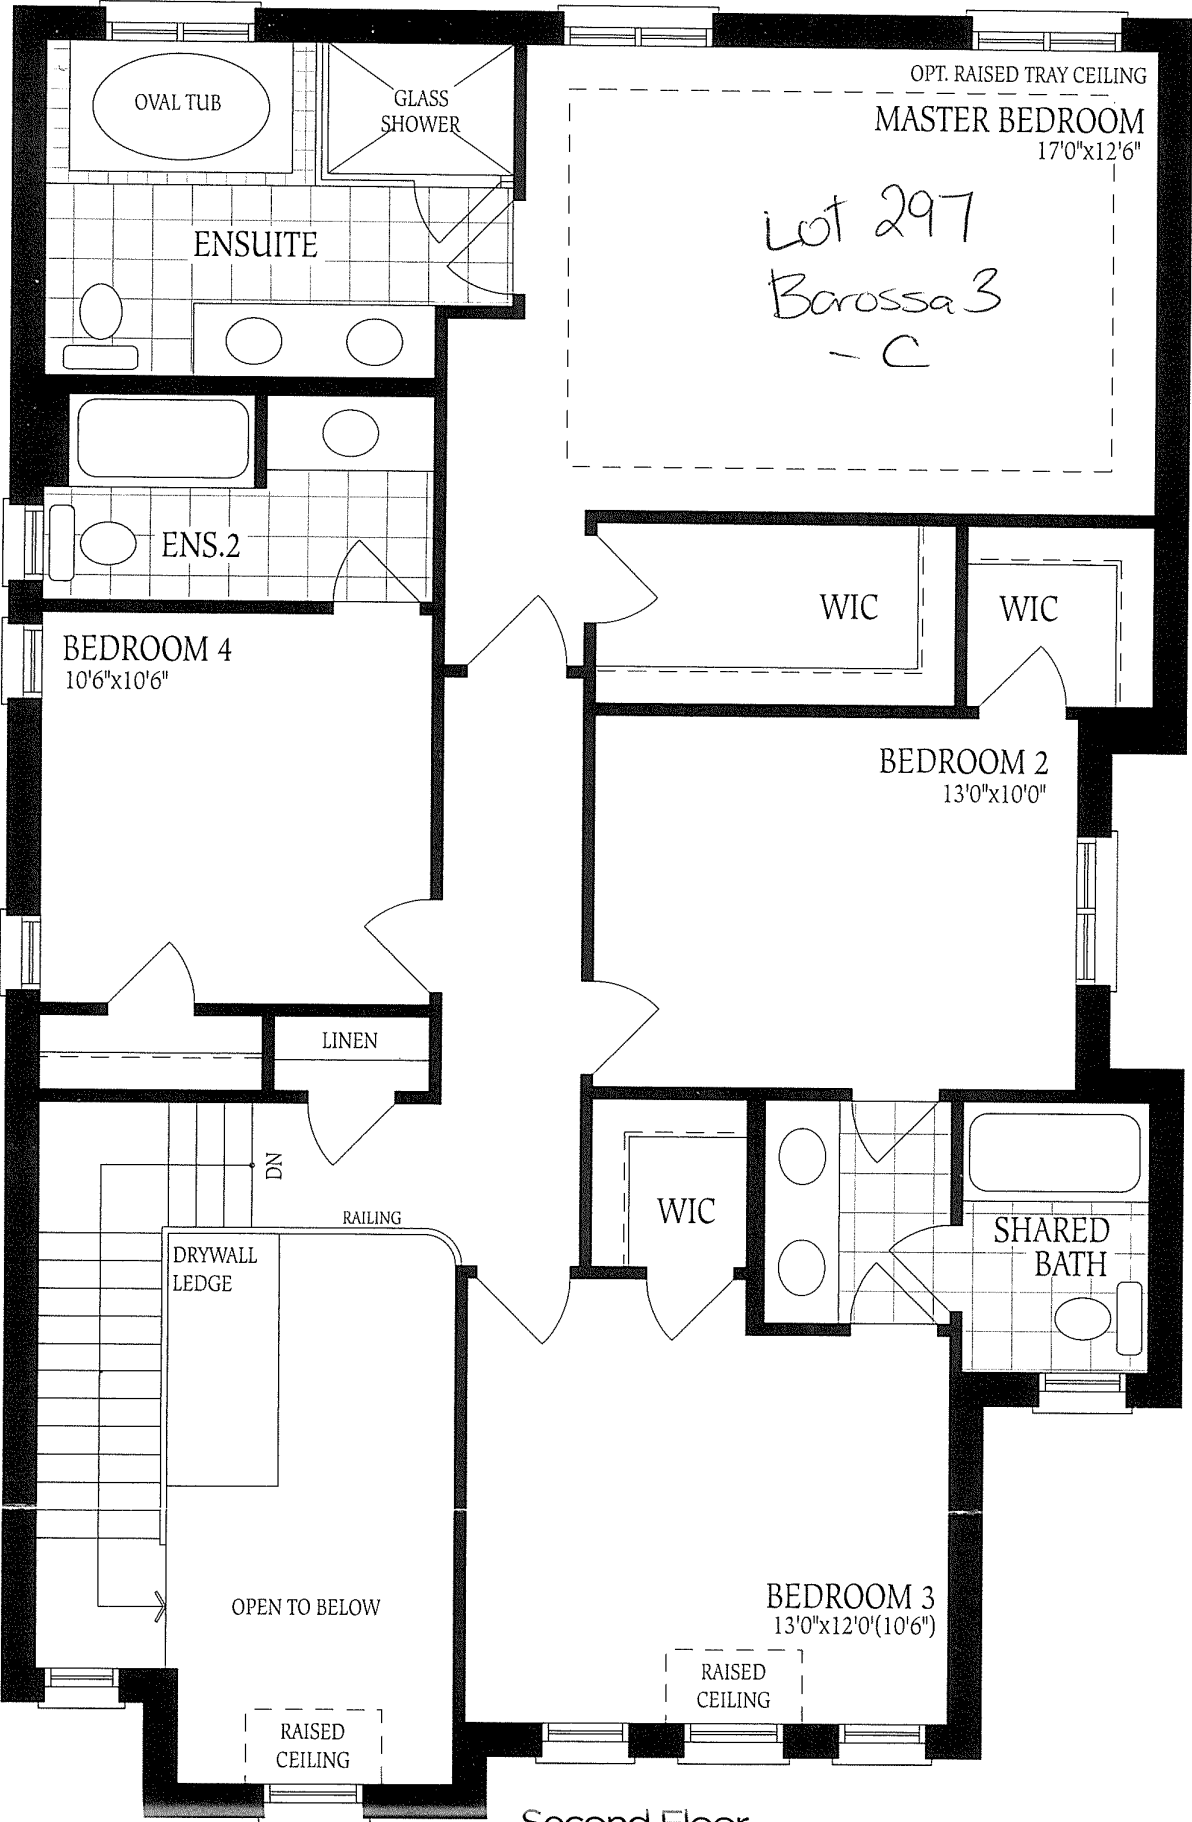 OVAL TUB
GLASS
SHOWER
OPT. RAISED TRAY CEILING
MASTER BEDROOM
17'0"x12'6"
Lot 297
Barossa 3
- C
ENSUITE
ENS.2
WIC
WIC
BEDROOM 4
10'6"x10'6"
BEDROOM 2
13'0"x10'0"
LINEN
DN
RAILING
DRYWALL
LEDGE
WIC
SHARED
BATH
OPEN TO BELOW
BEDROOM 3
13'0"x12'0'(10'6")
RAISED
CEILING
RAISED
CEILING
Second Floor